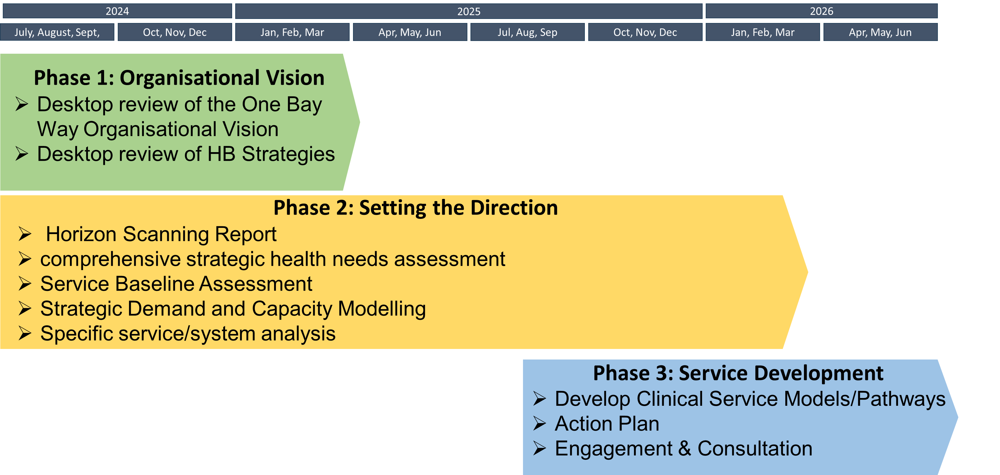 2024
2025
2026
July, August, Sept,
Oct, Nov, Dec
Jan, Feb, Mar
Apr, May, Jun
Jul, Aug, Sep
Oct, Nov, Dec
Jan, Feb, Mar
Apr, May, Jun
Phase 1: Organisational Vision
➢ Desktop review of the One Bay
Way Organisational Vision
➢ Desktop review of HB Strategies
Phase 2: Setting the Direction
➢ Horizon Scanning Report
➢ comprehensive strategic health needs assessment
➢ Service Baseline Assessment
➢ Strategic Demand and Capacity Modelling
➢ Specific service/system analysis
Phase 3: Service Development
➢ Develop Clinical Service Models/Pathways
➢ Action Plan
➢ Engagement & Consultation